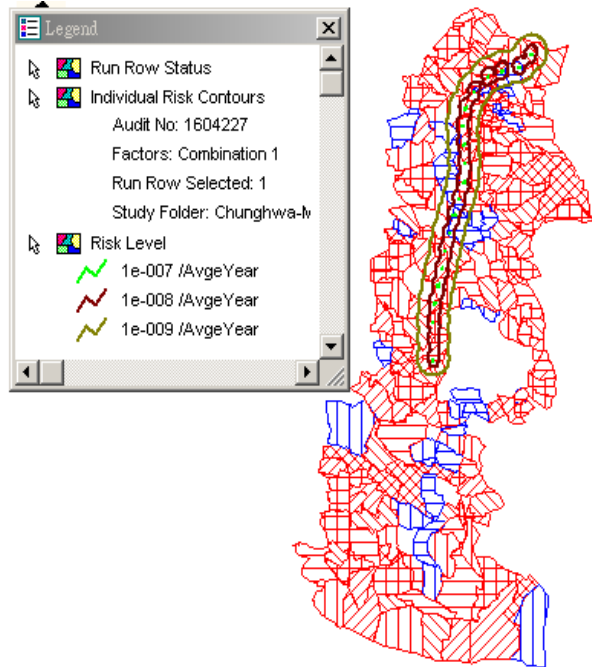 Legend
Run Row Status
Individual Risk Contours
Audit No: 1604227
Factors: Combination 1
Run Row Selected: 1
Study Folder: Chunghwa-M
Risk Level
1e-007 /AvgeYear
1e-008 /AvgeYear
1e-009 /AvgeYear